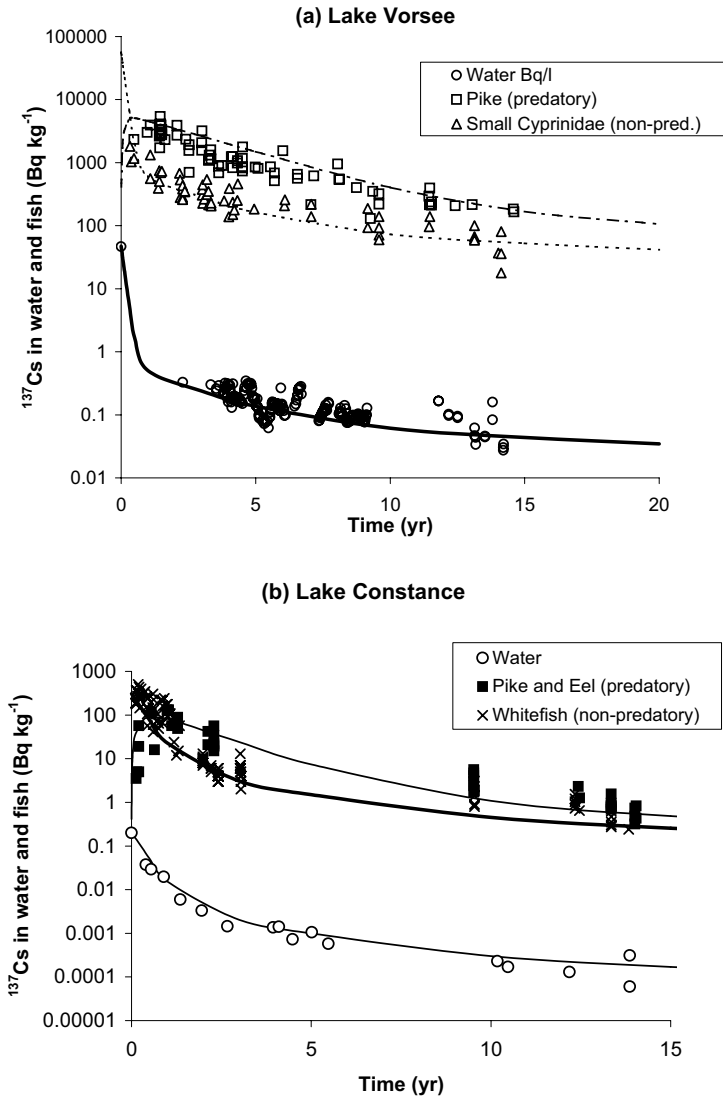 (a) Lake Vorsee
100000
10000
1000
100
10
1
0.1
0.01
0
5
10
15
20
Time (yr)
¹³⁷Cs in water and fish (Bq kg⁻¹)
Water Bq/l
Pike (predatory)
Small Cyprinidae (non-pred.)
(b) Lake Constance
1000
100
10
1
0.1
0.01
0.001
0.0001
0.00001
0
5
10
15
Time (yr)
¹³⁷Cs in water and fish (Bq kg⁻¹)
Water
Pike and Eel (predatory)
Whitefish (non-predatory)